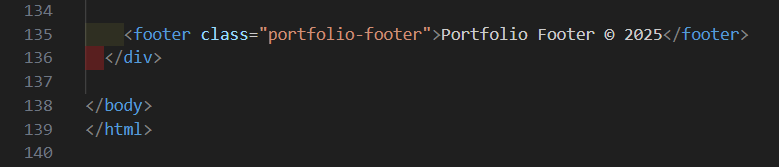 134
135 <footer class="portfolio-footer">Portfolio Footer © 2025</footer>
136 </div>
137
138 </body>
139 </html>
140